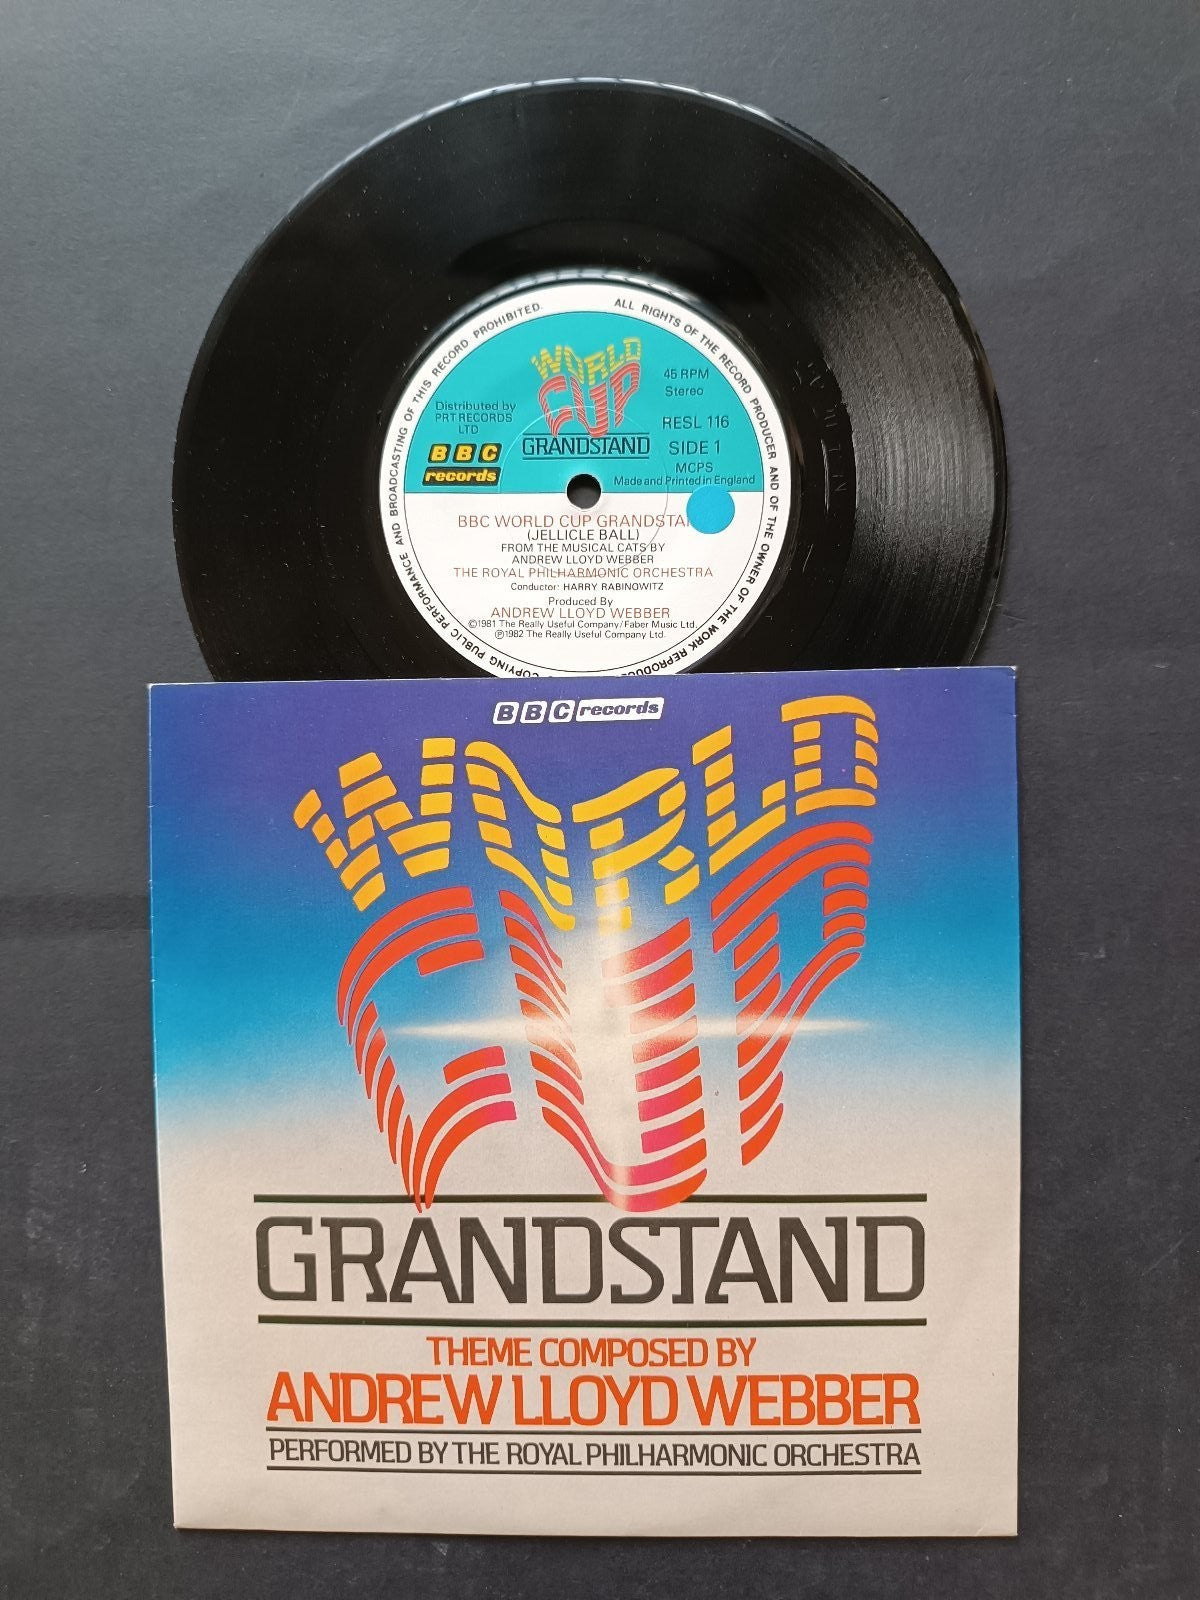 COPYING PUBLIC PERFORMANCE AND BROADCASTING OF THIS RECORD PROHIBITED.
ALL RIGHTS OF THE RECORD PRODUCER AND OF THE OWNER OF THE WORK
WORLD
CUP
GRANDSTAND
Distributed by
PRT RECORDS
LTD
BBC
records
45 RPM
Stereo
RESL 116
SIDE 1
MCPS
Made and Printed in England
BBC WORLD CUP
(JELLICLE BALL)
FROM THE MUSICAL CATS BY
ANDREW LLOYD WEBBER
THE ROYAL PHILHARMONIC ORCHESTRA
Conductor: HARRY RABINOWITZ
Produced By
ANDREW LLOYD WEBBER
©1981 The Really Useful Company/Faber Music Ltd.
℗1982 The Really Useful Company Ltd.
BBC records
WORLD
CUP
GRANDSTAND
THEME COMPOSED BY
ANDREW LLOYD WEBBER
PERFORMED BY THE ROYAL PHILHARMONIC ORCHESTRA